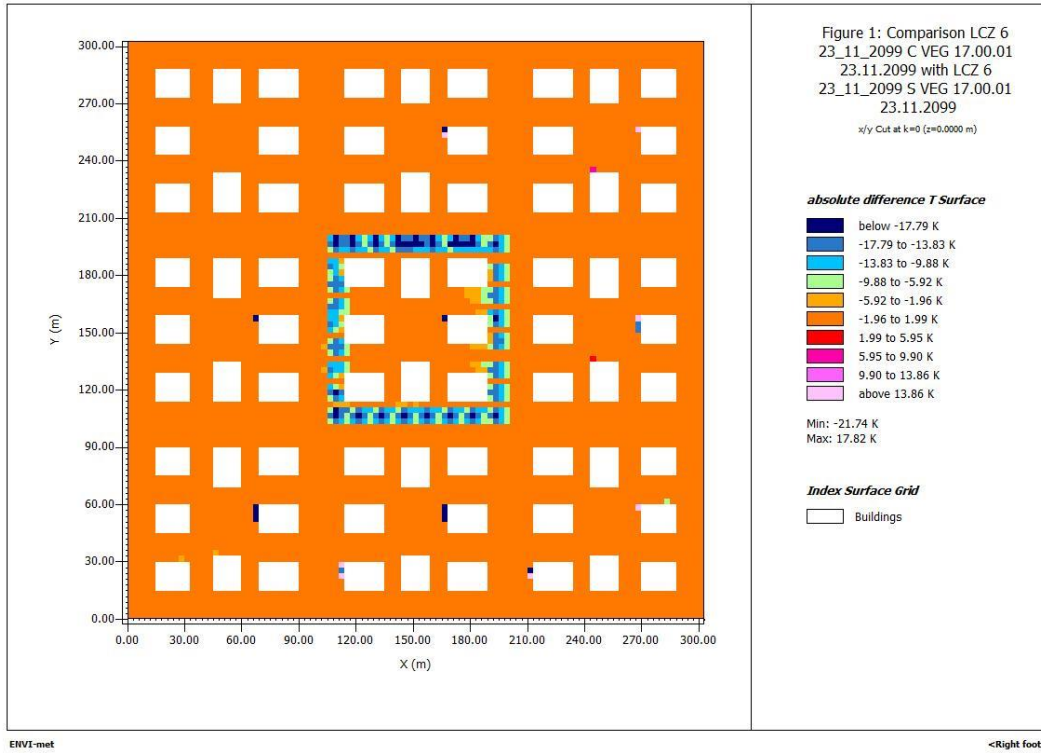 Figure 1: Comparison LCZ 6
23_11_2099 C VEG 17.00.01
23.11.2099 with LCZ 6
23_11_2099 S VEG 17.00.01
23.11.2099
x/y Cut at k=0 (z=0.0000 m)
absolute difference T Surface
below -17.79 K
-17.79 to -13.83 K
-13.83 to -9.88 K
-9.88 to -5.92 K
-5.92 to -1.96 K
-1.96 to 1.99 K
1.99 to 5.95 K
5.95 to 9.90 K
9.90 to 13.86 K
above 13.86 K
Min: -21.74 K
Max: 17.82 K
Index Surface Grid
Buildings
300.00
270.00
240.00
210.00
180.00
150.00
120.00
90.00
60.00
30.00
0.00
Y (m)
0.00 30.00 60.00 90.00 120.00 150.00 180.00 210.00 240.00 270.00 300.00
X (m)
ENVI-met
<Right foot